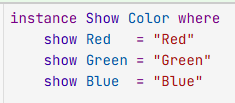 instance Show Color where
    show Red   = "Red"
    show Green = "Green"
    show Blue  = "Blue"